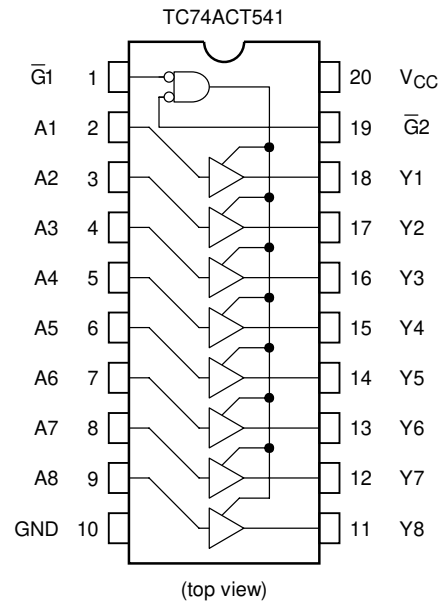 TC74ACT541
G̅1 1 20 VCC
A1 2 19 G̅2
A2 3 18 Y1
A3 4 17 Y2
A4 5 16 Y3
A5 6 15 Y4
A6 7 14 Y5
A7 8 13 Y6
A8 9 12 Y7
GND 10 11 Y8
(top view)